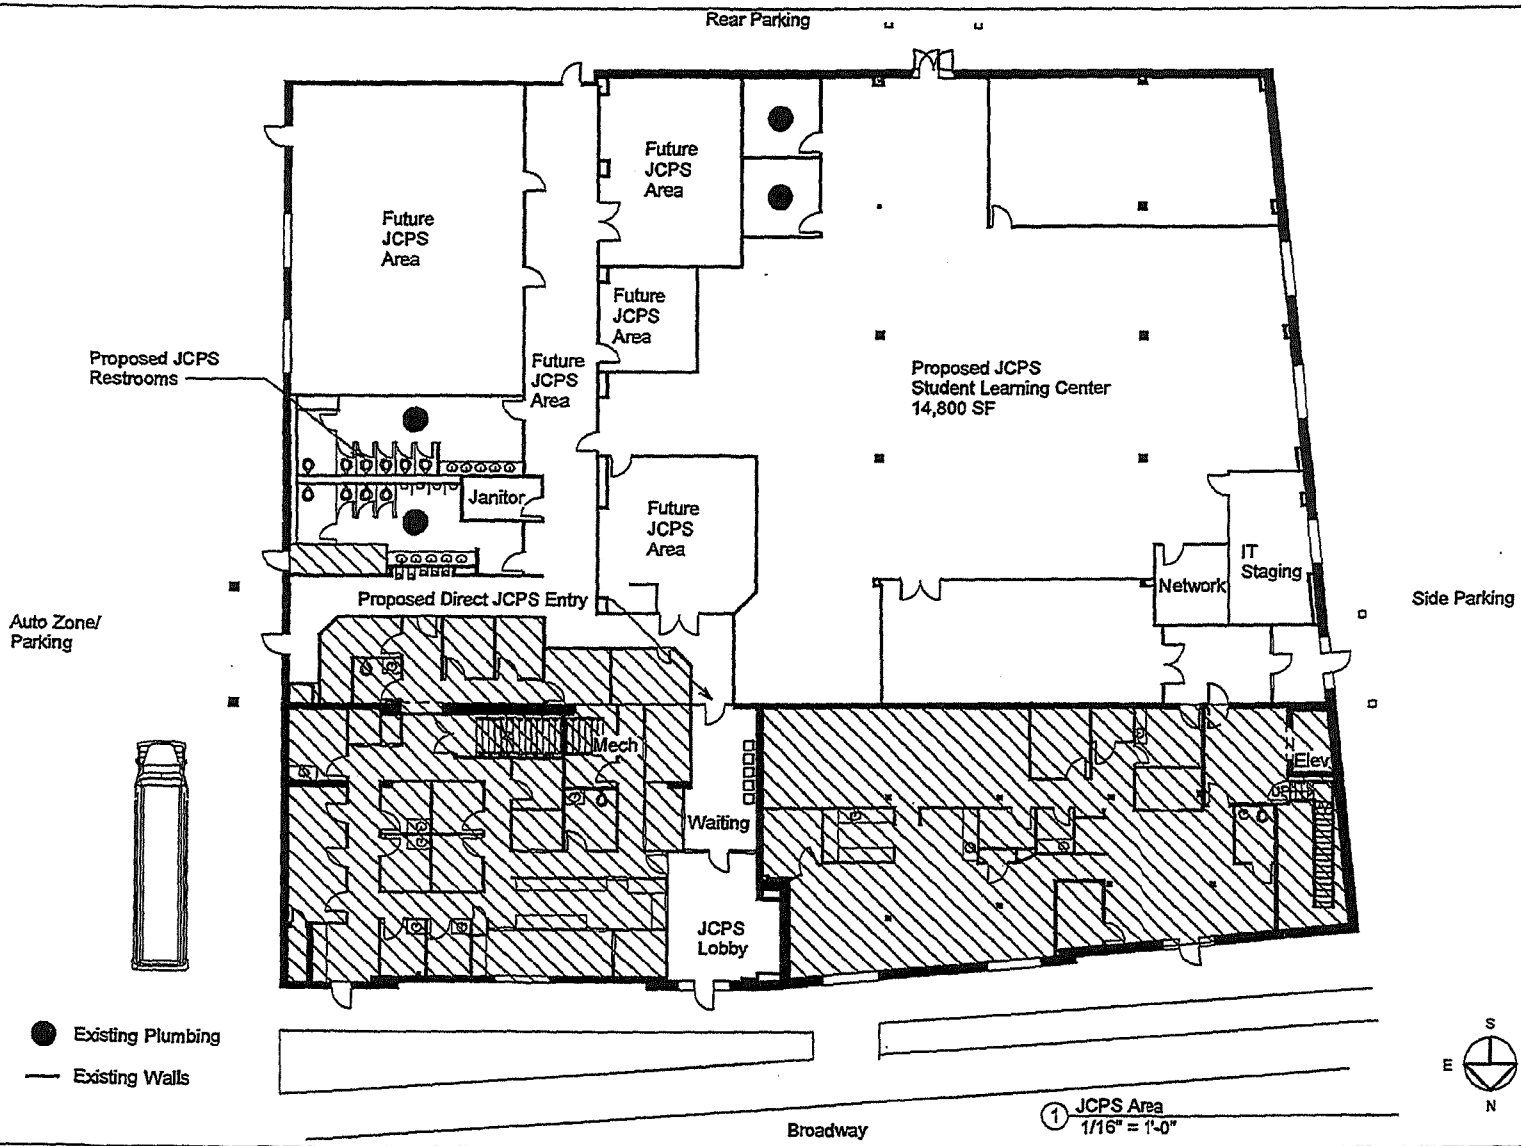 Rear Parking
Future
JCPS
Area
Future
JCPS
Area
Future
JCPS
Area
Proposed JCPS
Restrooms
Future
JCPS
Area
Proposed JCPS
Student Learning Center
14,800 SF
Janitor
Future
JCPS
Area
IT
Staging
Network
Proposed Direct JCPS Entry
Side Parking
Auto Zone/
Parking
Mech
Elev
Waiting
JCPS
Lobby
Existing Plumbing
Existing Walls
S
E
N
1
JCPS Area
1/16" = 1'-0"
Broadway